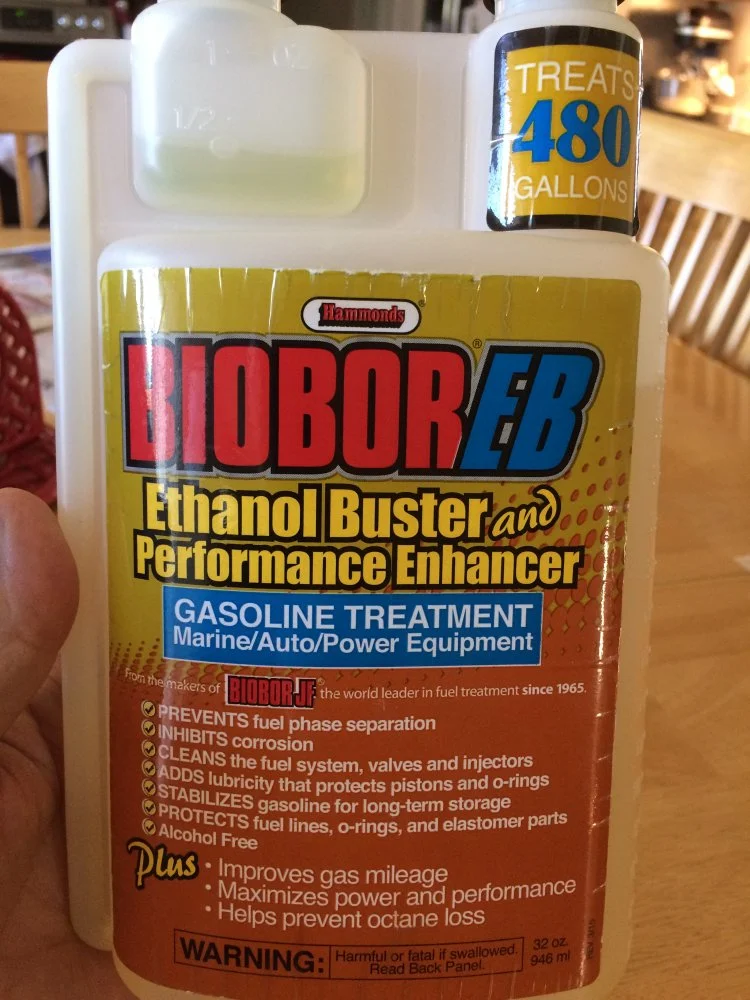 1 OZ
1/2
TREATS
480
GALLONS
Hammonds®
BIOBOR®EB
Ethanol Buster and
Performance Enhancer
GASOLINE TREATMENT
Marine/Auto/Power Equipment
From the makers of BIOBOR JF® the world leader in fuel treatment since 1965.
PREVENTS fuel phase separation
INHIBITS corrosion
CLEANS the fuel system, valves and injectors
ADDS lubricity that protects pistons and o-rings
STABILIZES gasoline for long-term storage
PROTECTS fuel lines, o-rings, and elastomer parts
Alcohol Free
Plus • Improves gas mileage
• Maximizes power and performance
• Helps prevent octane loss
WARNING: Harmful or fatal if swallowed.
Read Back Panel.
32 oz.
946 ml